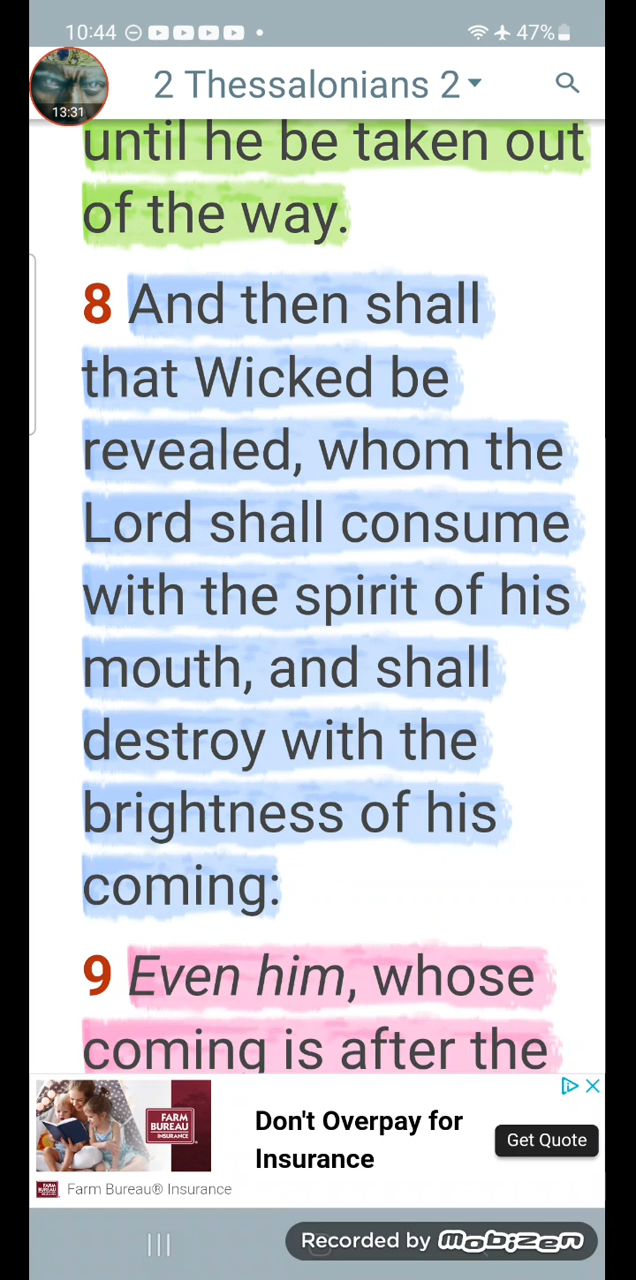 10:44 47%
13:31
2 Thessalonians 2
until he be taken out
of the way.
8 And then shall
that Wicked be
revealed, whom the
Lord shall consume
with the spirit of his
mouth, and shall
destroy with the
brightness of his
coming:
9 Even him, whose
coming is after the
FARM
BUREAU
INSURANCE
Don't Overpay for
Insurance
Get Quote
Farm Bureau® Insurance
Recorded by mobizen